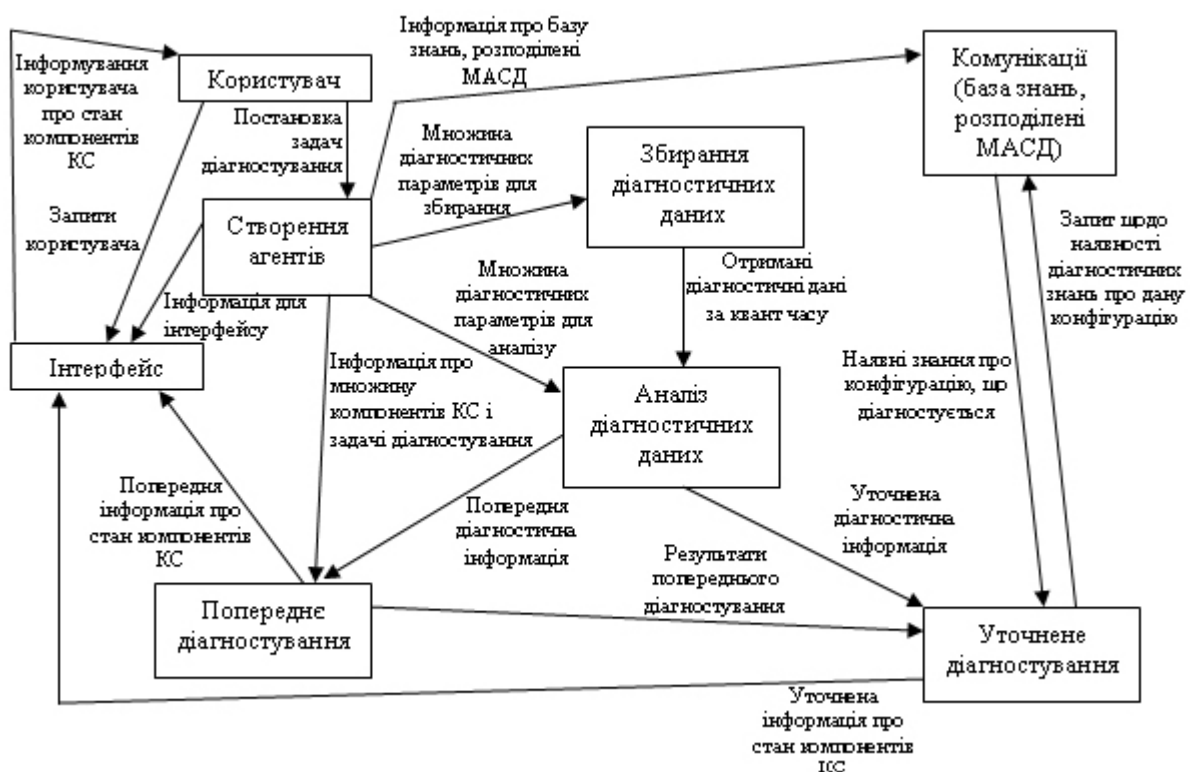 Інформування
користувача
про стан
компонентів
КС
Користувач
Інформація про базу
знань, розподілені
МАСД
Комунікації
(база знань,
розподілені
МАСД)
Постановка
задач
діагностування
Множина
діагностичних
параметрів для
збирання
Збирання
діагностичних
даних
Запити
користувача
Створення
агентів
Запит щодо
наявності
діагностичних
знань про дану
конфігурацію
Інформація для
інтерфейсу
Множина
діагностичних
параметрів для
аналізу
Отримані
діагностичні дані
за квант часу
Інтерфейс
Інформація про
множину
компонентів КС і
задачі діагностування
Аналіз
діагностичних
даних
Наявні знання про
конфігурацію, що
діагностується
Попередня
інформація про
стан компонентів
КС
Попередня
діагностична
інформація
Уточнена
діагностична
інформація
Результати
попереднього
діагностування
Попереднє
діагностування
Уточнене
діагностування
Уточнена
інформація про
стан компонентів
КС